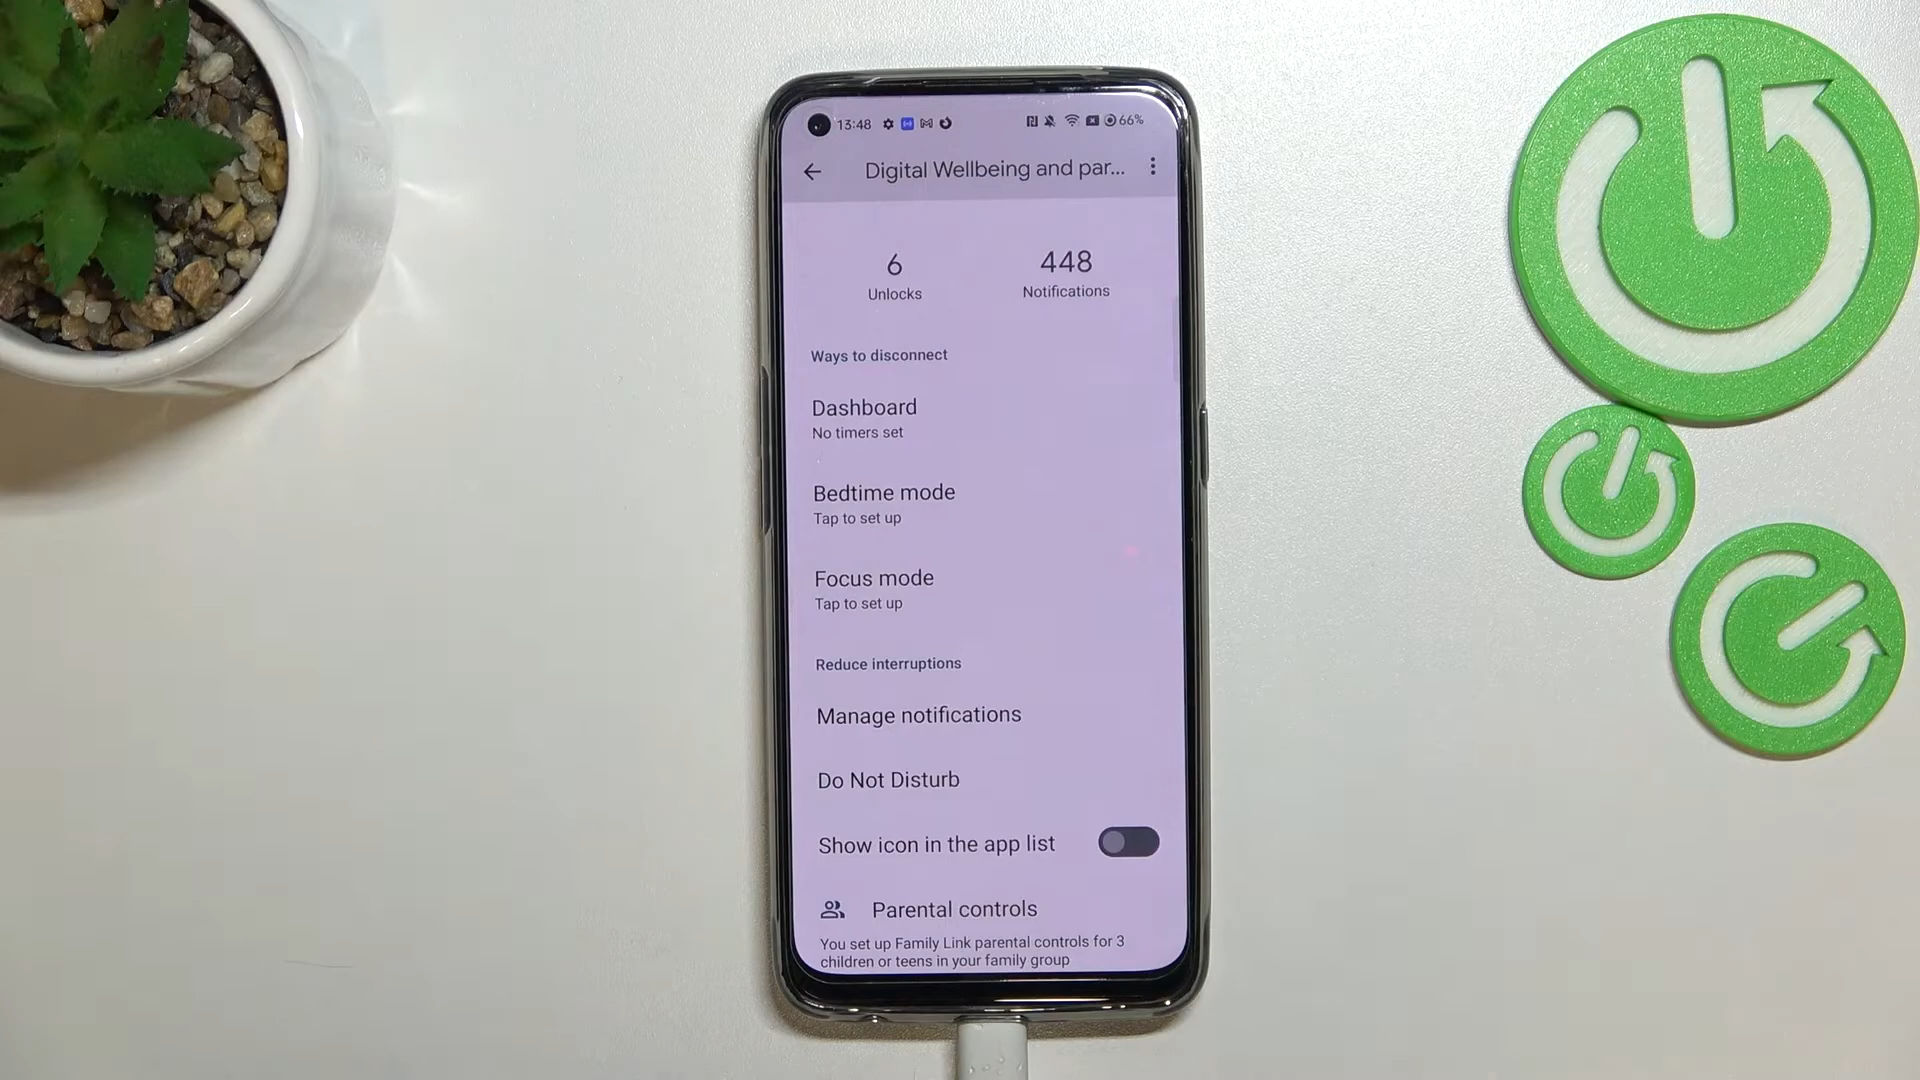 13:48 66%
Digital Wellbeing and par...
6 448
Unlocks Notifications
Ways to disconnect
Dashboard
No timers set
Bedtime mode
Tap to set up
Focus mode
Tap to set up
Reduce interruptions
Manage notifications
Do Not Disturb
Show icon in the app list
Parental controls
You set up Family Link parental controls for 3
children or teens in your family group